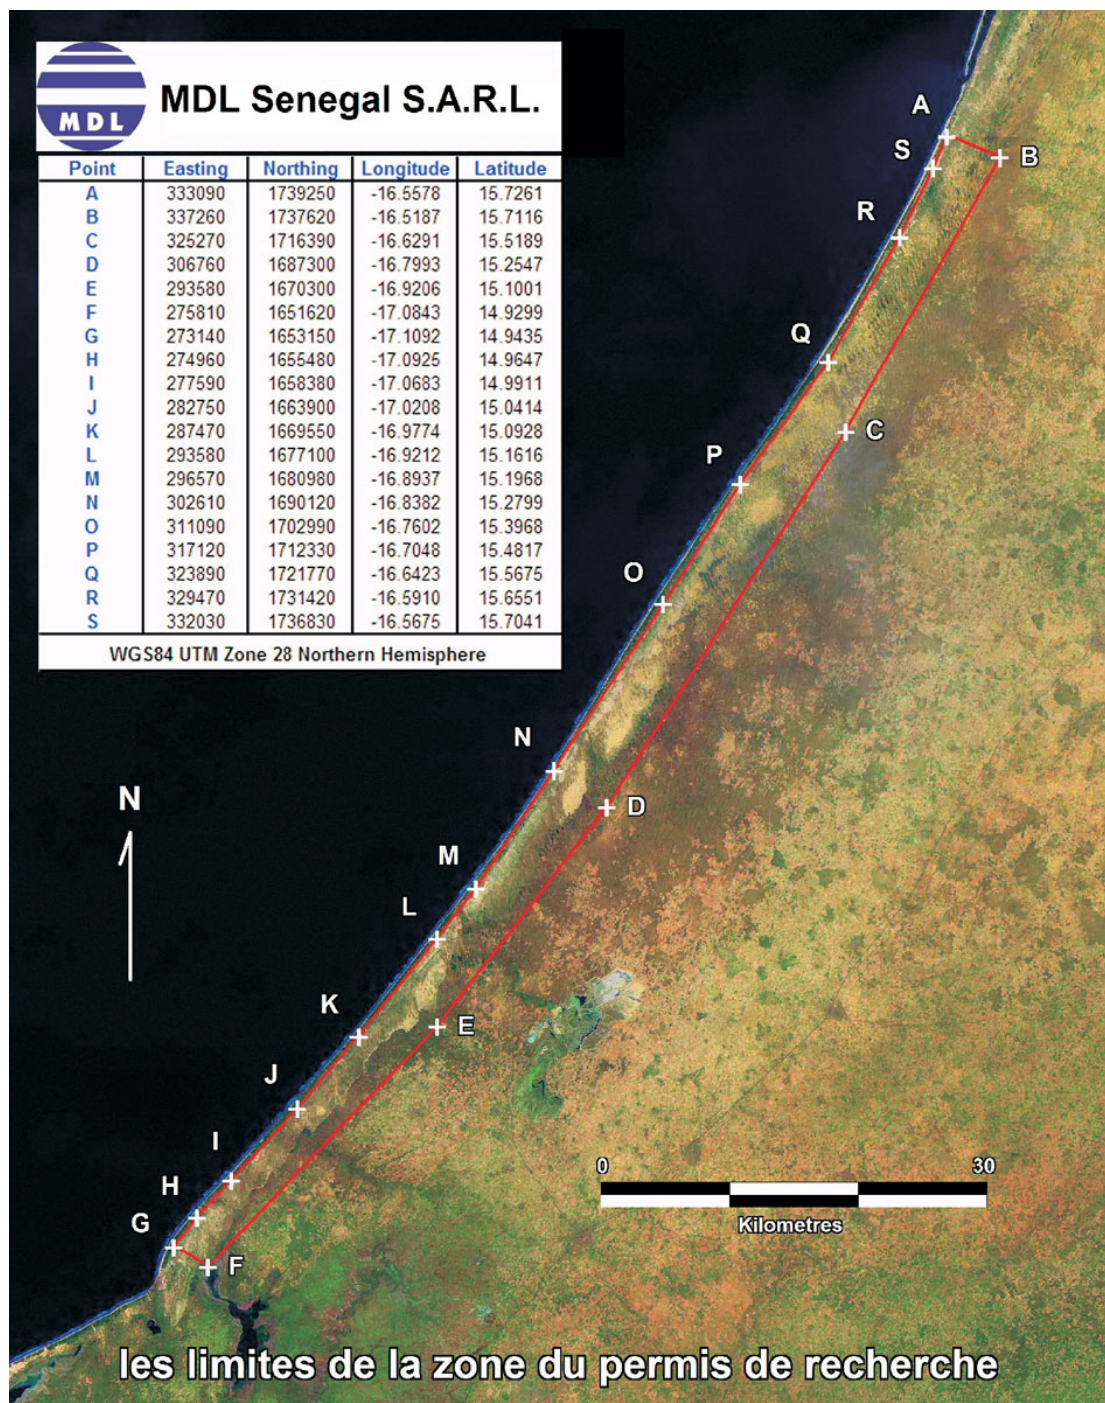 MDL
MDL Senegal S.A.R.L.
Point Easting Northing Longitude Latitude
A 333090 1739250 -16.5578 15.7261
B 337260 1737620 -16.5187 15.7116
C 325270 1716390 -16.6291 15.5189
D 306760 1687300 -16.7993 15.2547
E 293580 1670300 -16.9206 15.1001
F 275810 1651620 -17.0843 14.9299
G 273140 1653150 -17.1092 14.9435
H 274960 1655480 -17.0925 14.9647
I 277590 1658380 -17.0683 14.9911
J 282750 1663900 -17.0208 15.0414
K 287470 1669550 -16.9774 15.0928
L 293580 1677100 -16.9212 15.1616
M 296570 1680980 -16.8937 15.1968
N 302610 1690120 -16.8382 15.2799
O 311090 1702990 -16.7602 15.3968
P 317120 1712330 -16.7048 15.4817
Q 323890 1721770 -16.6423 15.5675
R 329470 1731420 -16.5910 15.6551
S 332030 1736830 -16.5675 15.7041
WGS84 UTM Zone 28 Northern Hemisphere
A
S
B
R
Q
C
P
O
N
N
D
M
L
K
E
J
I
H
G
F
0 30
Kilometres
les limites de la zone du permis de recherche